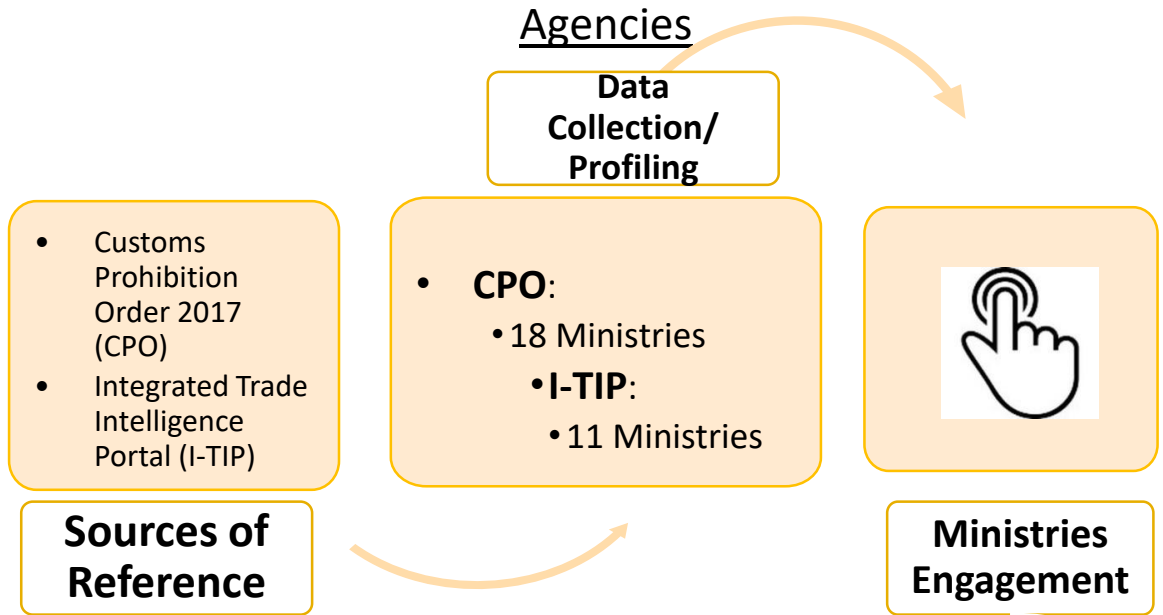 Agencies
Data
Collection/
Profiling
• Customs
Prohibition
Order 2017
(CPO)
• Integrated Trade
Intelligence
Portal (I-TIP)
Sources of
Reference
• CPO:
• 18 Ministries
• I-TIP:
• 11 Ministries
Ministries
Engagement